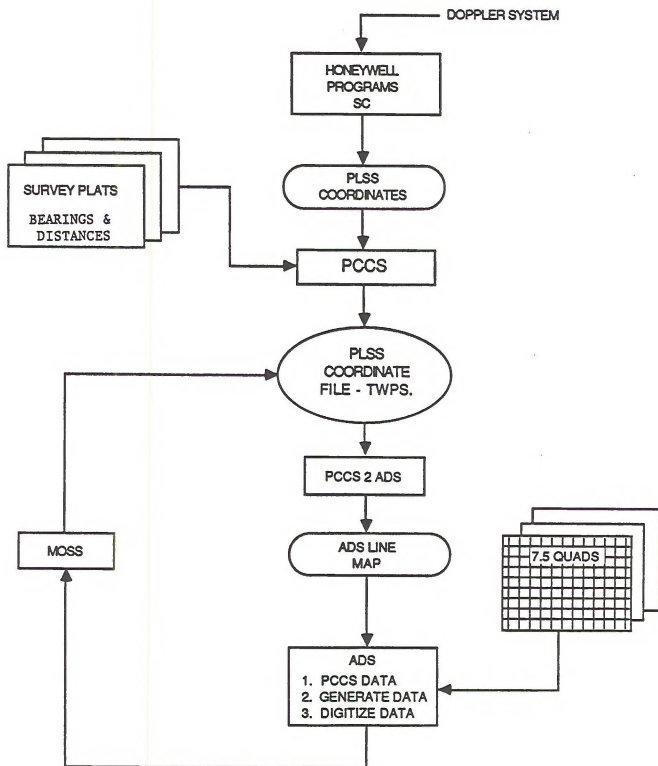 DOPPLER SYSTEM
HONEYWELL
PROGRAMS
SC
PLSS
COORDINATES
SURVEY PLATS
BEARINGS &
DISTANCES
PCCS
PLSS
COORDINATE
FILE - TWPS.
PCCS 2 ADS
MOSS
ADS LINE
MAP
7.5 QUADS
ADS
1. PCCS DATA
2. GENERATE DATA
3. DIGITIZE DATA